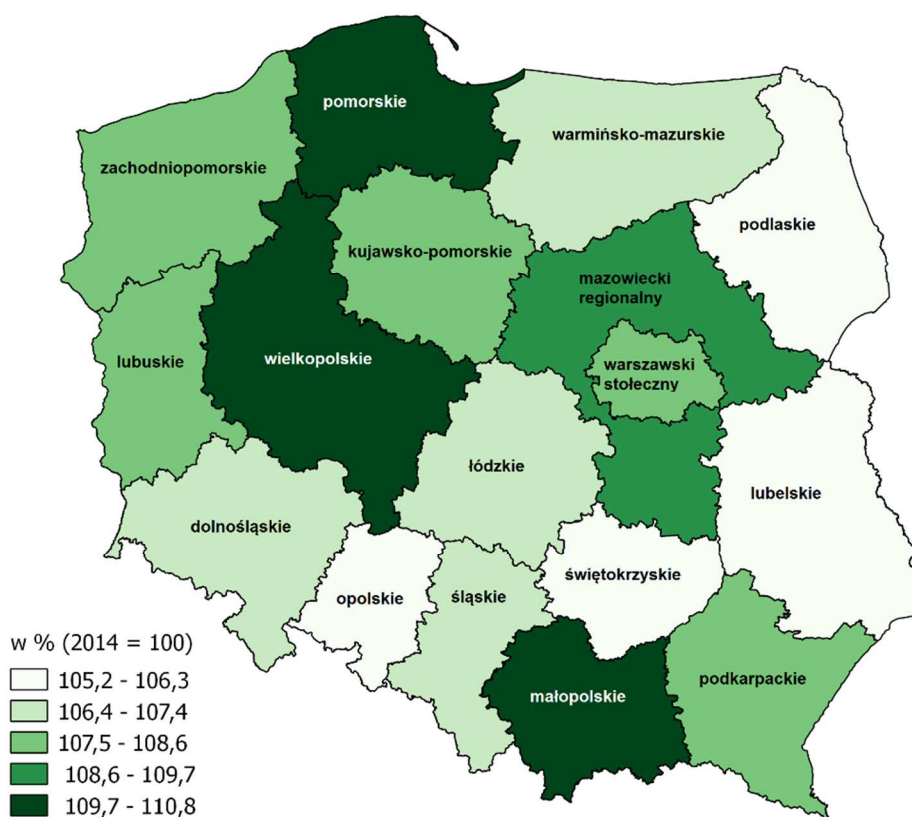 pomorskie
warmińsko-mazurskie
zachodniopomorskie
podlaskie
kujawsko-pomorskie
mazowiecki
regionalny
lubuskie
wielkopolskie
warszawski
stołeczny
łódzkie
lubelskie
dolnośląskie
świętokrzyskie
opolskie
śląskie
małopolskie
podkarpackie
w % (2014 = 100)
105,2 - 106,3
106,4 - 107,4
107,5 - 108,6
108,6 - 109,7
109,7 - 110,8